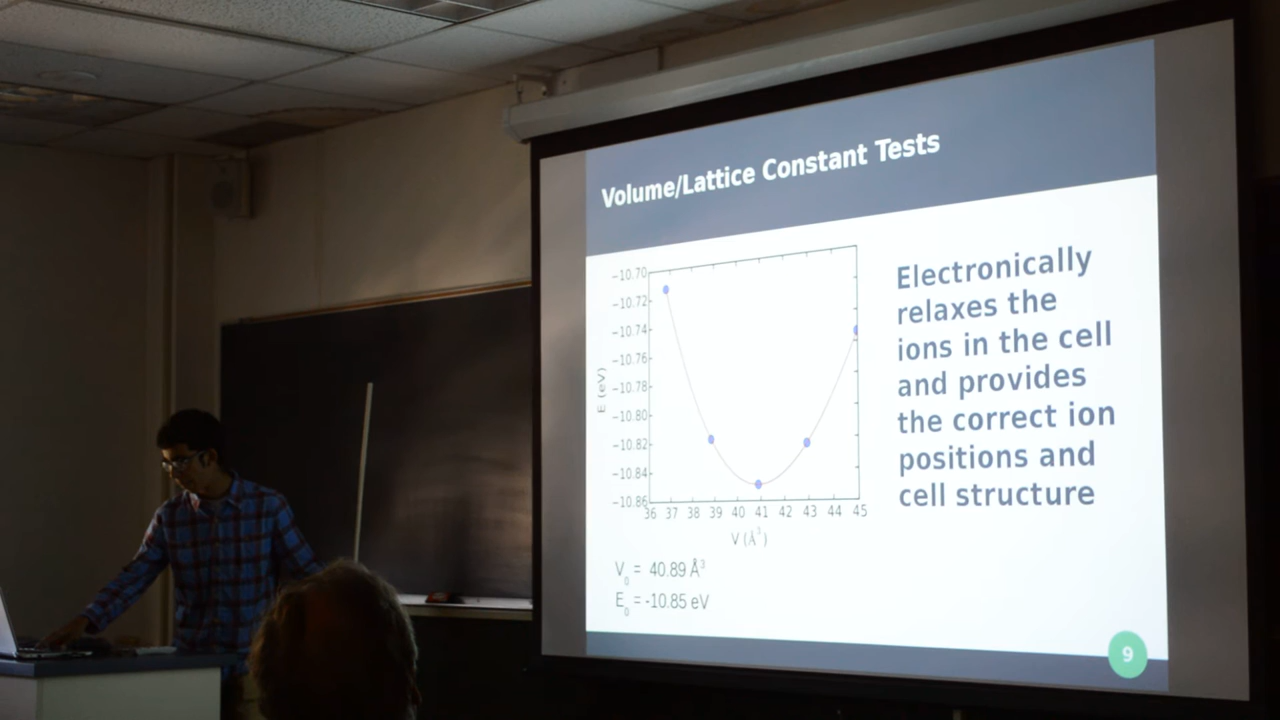 Volume/Lattice Constant Tests
−10.70
−10.72
−10.74
−10.76
−10.78
−10.80
−10.82
−10.84
−10.86
E (eV)
36 37 38 39 40 41 42 43 44 45
V (Å³)
Electronically
relaxes the
ions in the cell
and provides
the correct ion
positions and
cell structure
V₀ = 40.89 Å³
E₀ = -10.85 eV
9